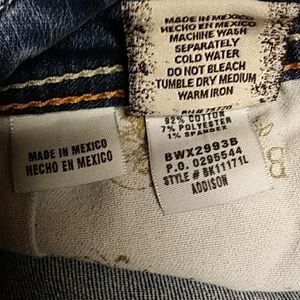 MADE IN MEXICO
HECHO EN MEXICO
MACHINE WASH
SEPARATELY
COLD WATER
DO NOT BLEACH
TUMBLE DRY MEDIUM
WARM IRON
92% COTTON
7% POLYESTER
1% SPANDEX
MADE IN MEXICO
HECHO EN MEXICO
BWX2993B
P.O. 0295544
STYLE # BK11171L
ADDISON
B